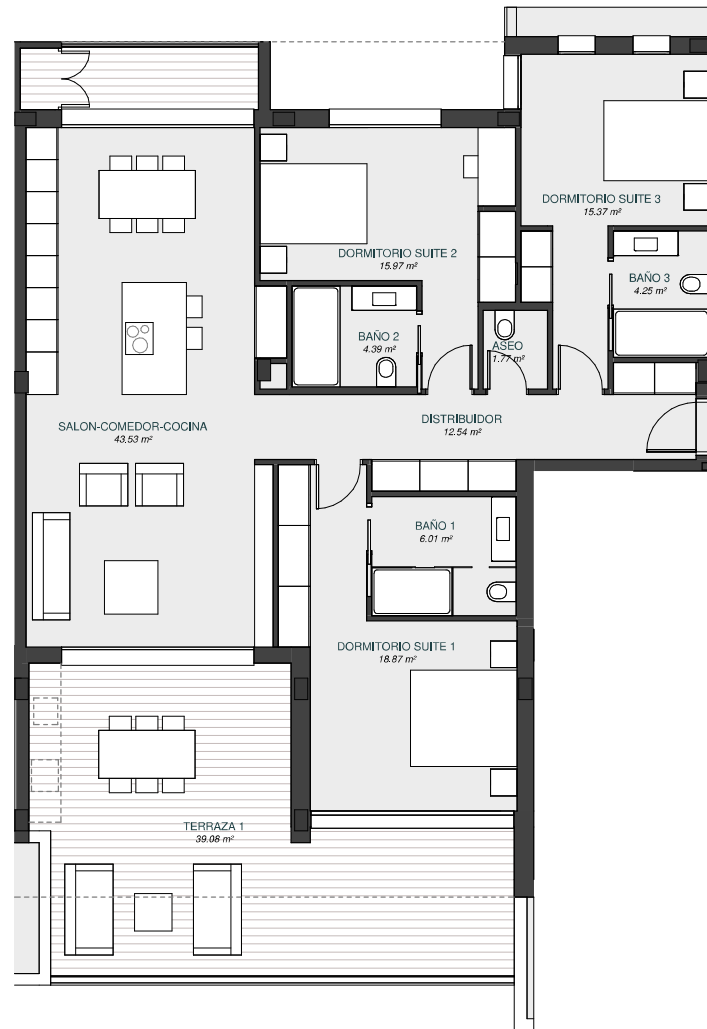 DORMITORIO SUITE 3
15.37 m²
DORMITORIO SUITE 2
15.97 m²
BAÑO 3
4.25 m²
BAÑO 2
4.39 m²
ASEO
1.77 m²
SALON-COMEDOR-COCINA
43.53 m²
DISTRIBUIDOR
12.54 m²
BAÑO 1
6.01 m²
DORMITORIO SUITE 1
18.87 m²
TERRAZA 1
39.08 m²